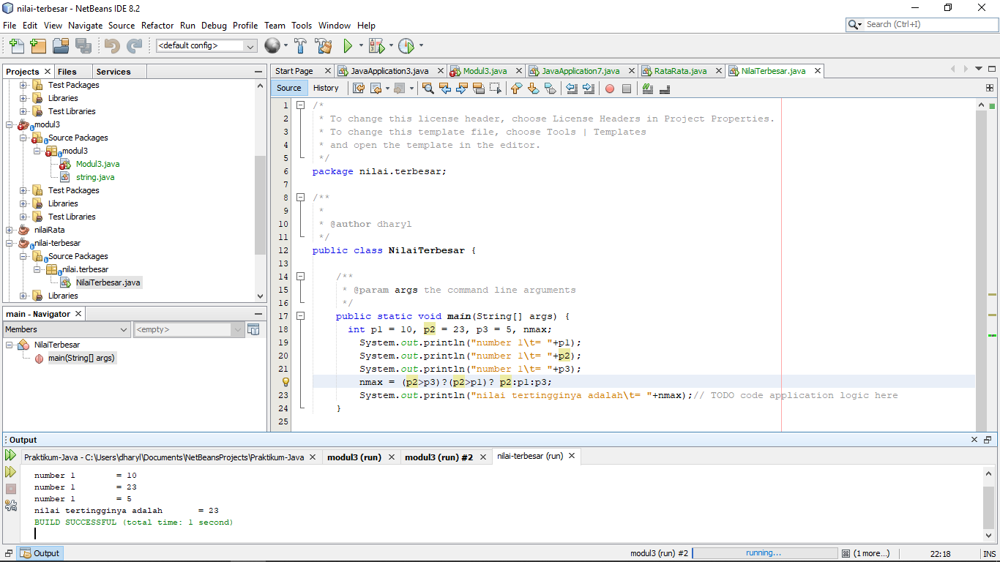 nilai-terbesar - NetBeans IDE 8.2
File Edit View Navigate Source Refactor Run Debug Profile Team Tools Window Help
Search (Ctrl+I)
<default config>
Projects Files Services
Test Packages
Libraries
Test Libraries
modul3
Source Packages
modul3
Modul3.java
string.java
Test Packages
Libraries
Test Libraries
nilaiRata
nilai-terbesar
Source Packages
nilai.terbesar
NilaiTerbesar.java
Libraries
main - Navigator
Members <empty>
NilaiTerbesar
main(String[] args)
Start Page JavaApplication3.java Modul3.java JavaApplication7.java RataRata.java NilaiTerbesar.java
Source History
1 /*
2 * To change this license header, choose License Headers in Project Properties.
3 * To change this template file, choose Tools | Templates
4 * and open the template in the editor.
5 */
6 package nilai.terbesar;
7
8 /**
9 *
10 * @author dharyl
11 */
12 public class NilaiTerbesar {
13
14 /**
15 * @param args the command line arguments
16 */
17 public static void main(String[] args) {
18 int p1 = 10, p2 = 23, p3 = 5, nmax;
19 System.out.println("number 1\t= "+p1);
20 System.out.println("number 1\t= "+p2);
21 System.out.println("number 1\t= "+p3);
nmax = (p2>p3)?(p2>p1)? p2:p1:p3;
23 System.out.println("nilai tertingginya adalah\t= "+nmax);// TODO code application logic here
24 }
25
Output
Praktikum-Java - C:\Users\dharyl\Documents\NetBeansProjects\Praktikum-Java modul3 (run) modul3 (run) #2 nilai-terbesar (run)
number 1 = 10
number 1 = 23
number 1 = 5
nilai tertingginya adalah = 23
BUILD SUCCESSFUL (total time: 1 second)
Output modul3 (run) #2 running... (1 more...) 22:18 INS